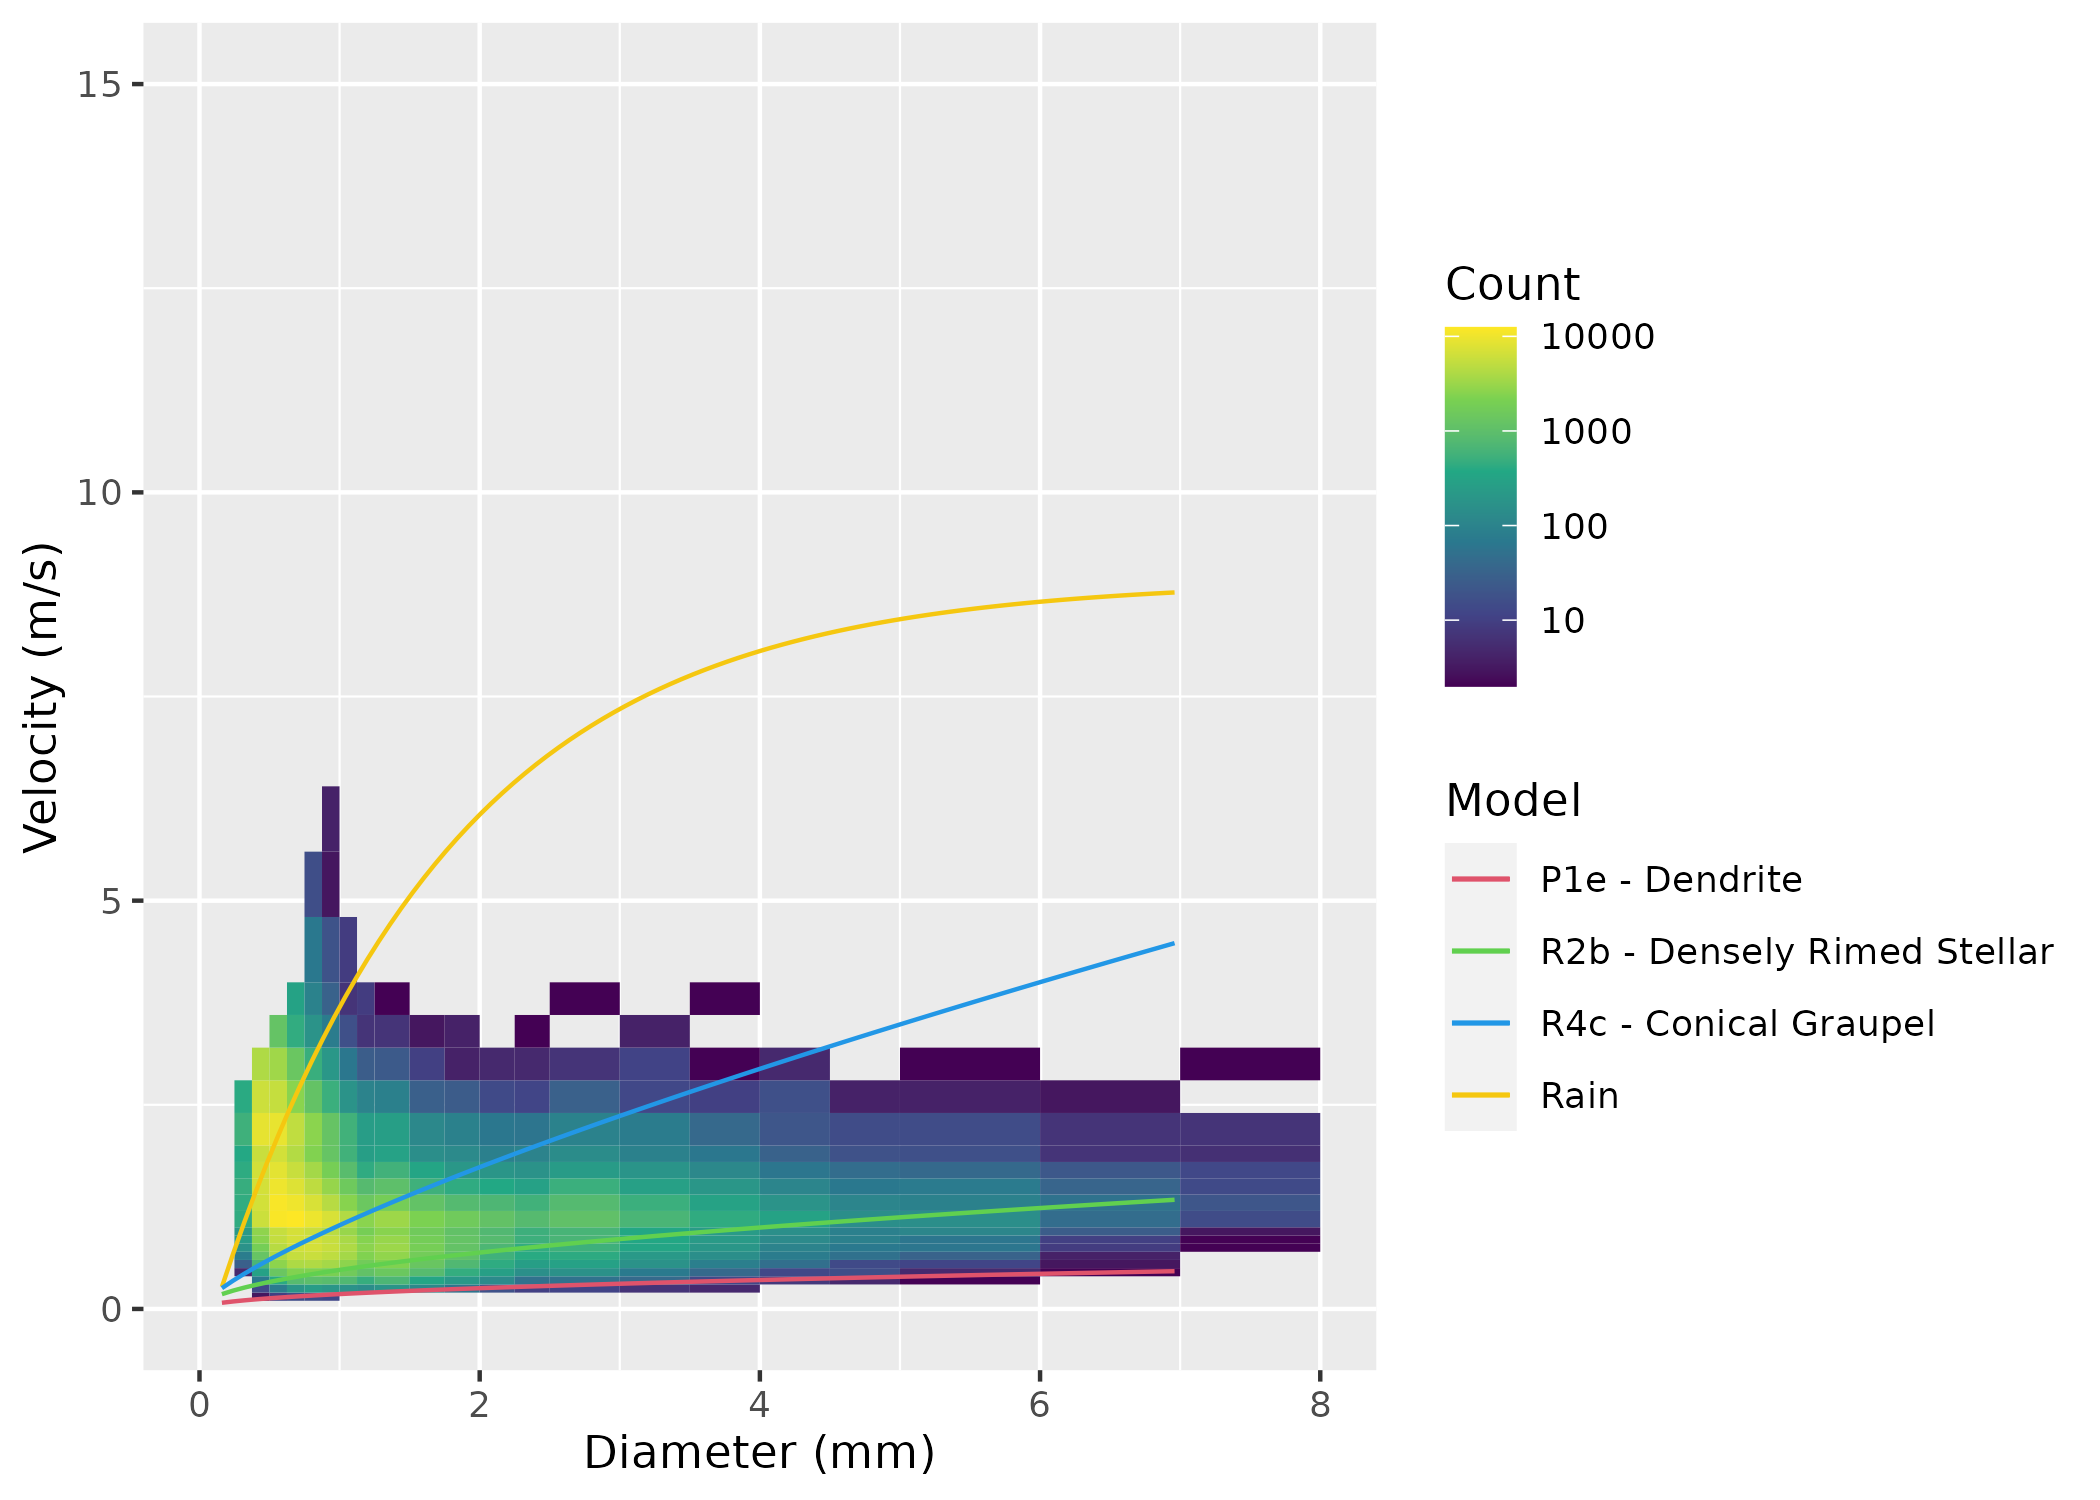 15
10
5
0
Velocity (m/s)
0
2
4
6
8
Diameter (mm)
Count
10000
1000
100
10
Model
P1e - Dendrite
R2b - Densely Rimed Stellar
R4c - Conical Graupel
Rain